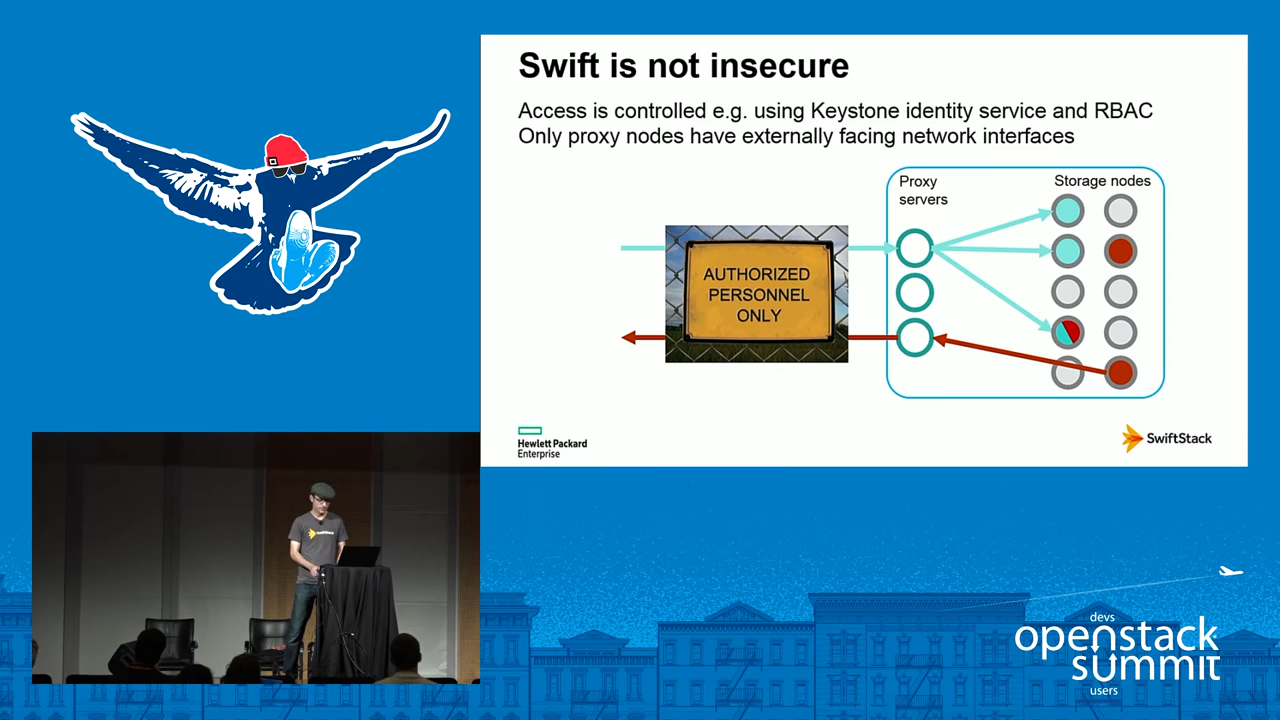 Swift is not insecure
Access is controlled e.g. using Keystone identity service and RBAC
Only proxy nodes have externally facing network interfaces
Proxy
servers
Storage nodes
AUTHORIZED
PERSONNEL
ONLY
Hewlett Packard
Enterprise
SwiftStack
SwiftStack
devs
openstack
summit
users